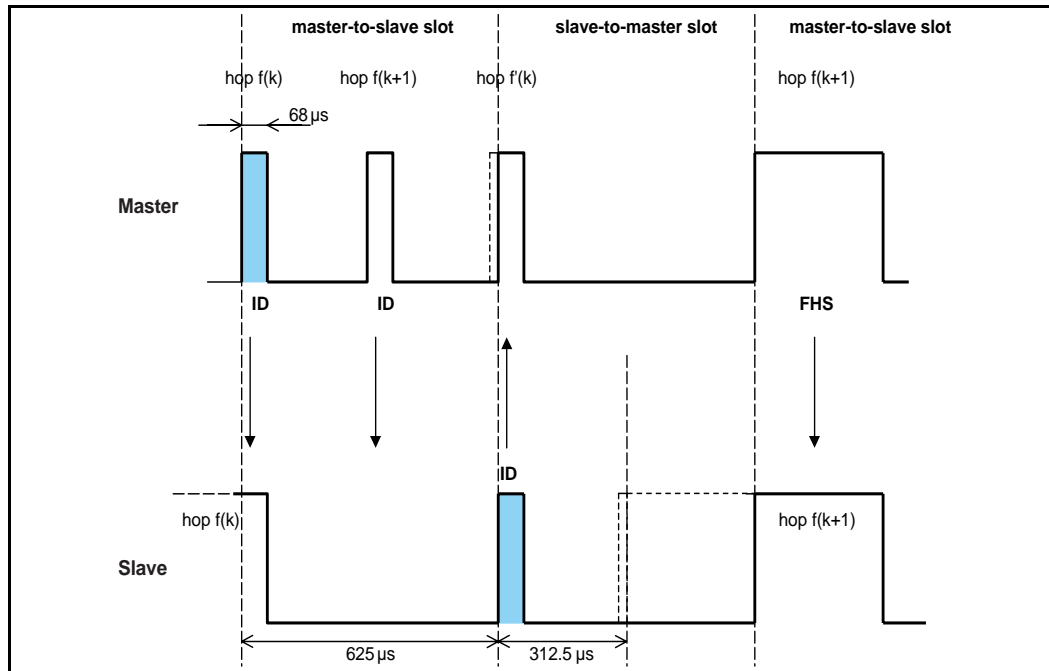 master-to-slave slot slave-to-master slot master-to-slave slot
hop f(k) hop f(k+1) hop f'(k) hop f(k+1)
68 µs
Master
ID ID FHS
ID
hop f(k) hop f(k+1)
Slave
625 µs 312.5 µs